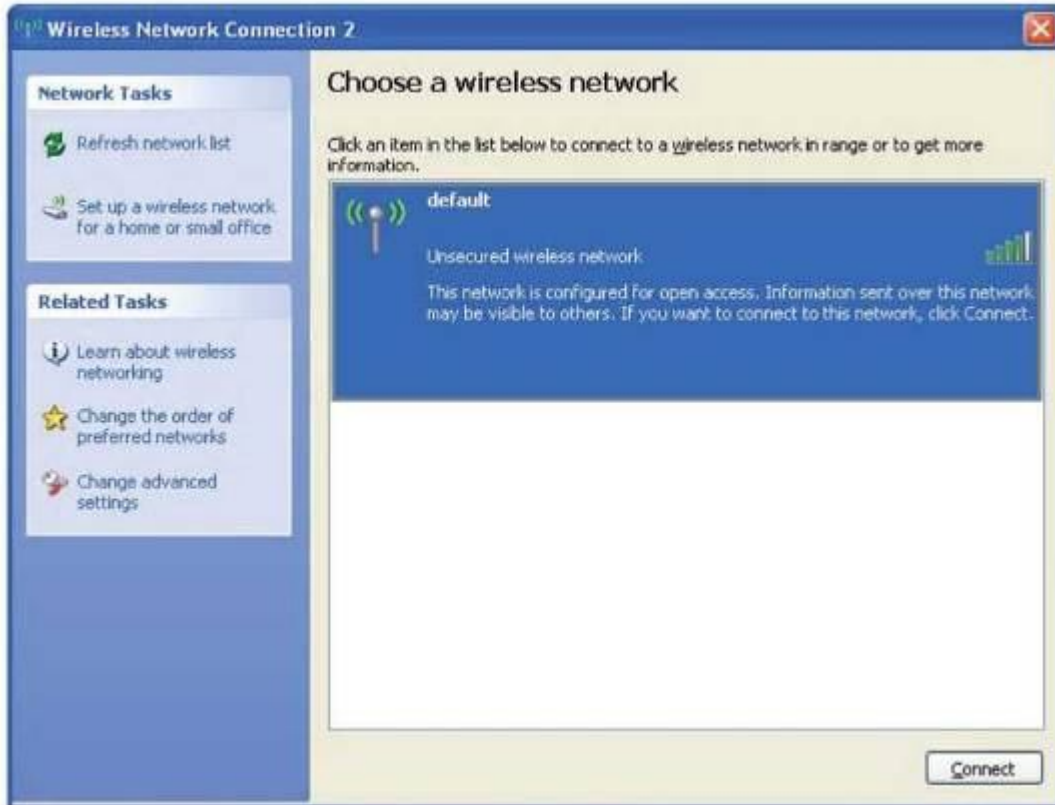 Wireless Network Connection 2
Network Tasks
Refresh network list
Set up a wireless network
for a home or small office
Related Tasks
Learn about wireless
networking
Change the order of
preferred networks
Change advanced
settings
Choose a wireless network
Click an item in the list below to connect to a wireless network in range or to get more
information.
default
Unsecured wireless network
This network is configured for open access. Information sent over this network
may be visible to others. If you want to connect to this network, click Connect.
Connect